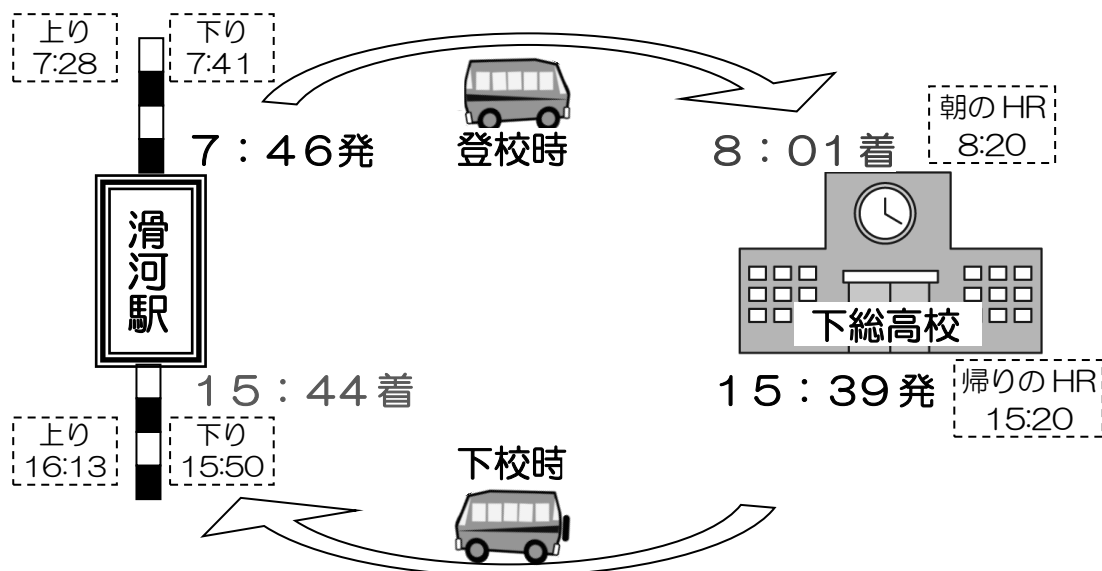 上り
7:28
下り
7:41
7：46発
登校時
8：01着
朝のHR
8:20
滑河駅
下総高校
15：44着
15：39発
帰りのHR
15:20
上り
16:13
下り
15:50
下校時